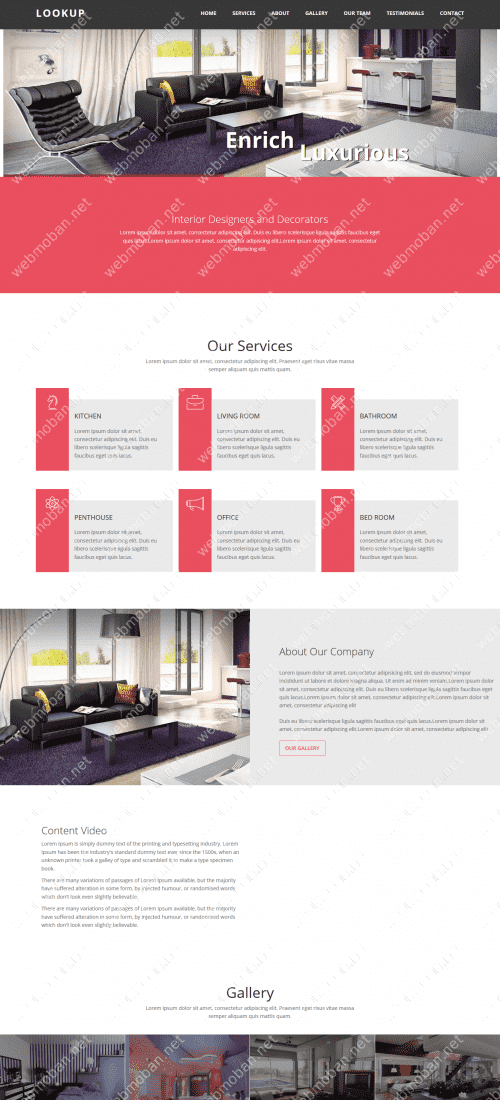 LOOKUP
HOME SERVICES ABOUT GALLERY OUR TEAM TESTIMONIALS CONTACT
Enrich
Luxurious
Interior Designers and Decorators
Lorem ipsum dolor sit amet, consectetur adipiscing elit. Duis eu libero scelerisque ligula sagittis faucibus eget
quis lacus.Lorem ipsum dolor sit amet, consectetur adipiscing elit.Lorem ipsum dolor sit amet, consectetur
adipiscing elit.
Our Services
Lorem ipsum dolor sit amet, consectetur adipiscing elit. Praesent eget risus vitae massa
semper aliquam quis mattis quam.
KITCHEN
Lorem ipsum dolor sit amet,
consectetur adipiscing elit. Duis eu
libero scelerisque ligula sagittis
faucibus eget quis lacus.
LIVING ROOM
Lorem ipsum dolor sit amet,
consectetur adipiscing elit. Duis eu
libero scelerisque ligula sagittis
faucibus eget quis lacus.
BATHROOM
Lorem ipsum dolor sit amet,
consectetur adipiscing elit. Duis eu
libero scelerisque ligula sagittis
faucibus eget quis lacus.
PENTHOUSE
Lorem ipsum dolor sit amet,
consectetur adipiscing elit. Duis eu
libero scelerisque ligula sagittis
faucibus eget quis lacus.
OFFICE
Lorem ipsum dolor sit amet,
consectetur adipiscing elit. Duis eu
libero scelerisque ligula sagittis
faucibus eget quis lacus.
BED ROOM
Lorem ipsum dolor sit amet,
consectetur adipiscing elit. Duis eu
libero scelerisque ligula sagittis
faucibus eget quis lacus.
About Our Company
Lorem ipsum dolor sit amet, consectetur adipiscing elit, sed do eiusmod tempor
incididunt ut labore et dolore magna aliqua. Ut enim ad minim veniam.Lorem ipsum dolor
sit amet, consectetur adipiscing elit. Duis eu libero scelerisque ligula sagittis faucibus eget
quis lacus.Lorem ipsum dolor sit amet, consectetur adipiscing elit.Lorem ipsum dolor sit
amet, consectetur adipiscing elit
Duis eu libero scelerisque ligula sagittis faucibus eget quis lacus.Lorem ipsum dolor sit
amet, consectetur adipiscing elit.Lorem ipsum dolor sit amet, consectetur adipiscing elit
OUR GALLERY
Content Video
Lorem Ipsum is simply dummy text of the printing and typesetting industry. Lorem
Ipsum has been the industry's standard dummy text ever since the 1500s, when an
unknown printer took a galley of type and scrambled it to make a type specimen
book.
There are many variations of passages of Lorem Ipsum available, but the majority
have suffered alteration in some form, by injected humour, or randomised words
which don't look even slightly believable.
There are many variations of passages of Lorem Ipsum available, but the majority
have suffered alteration in some form, by injected humour, or randomised words
which don't look even slightly believable.
Gallery
Lorem ipsum dolor sit amet, consectetur adipiscing elit. Praesent eget risus vitae massa
semper aliquam quis mattis quam.
webmoban.net